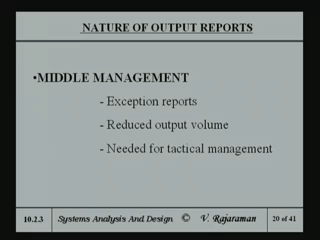 NATURE OF OUTPUT REPORTS
•MIDDLE MANAGEMENT
- Exception reports
- Reduced output volume
- Needed for tactical management
10.2.3 Systems Analysis And Design © V. Rajaraman 20 of 41